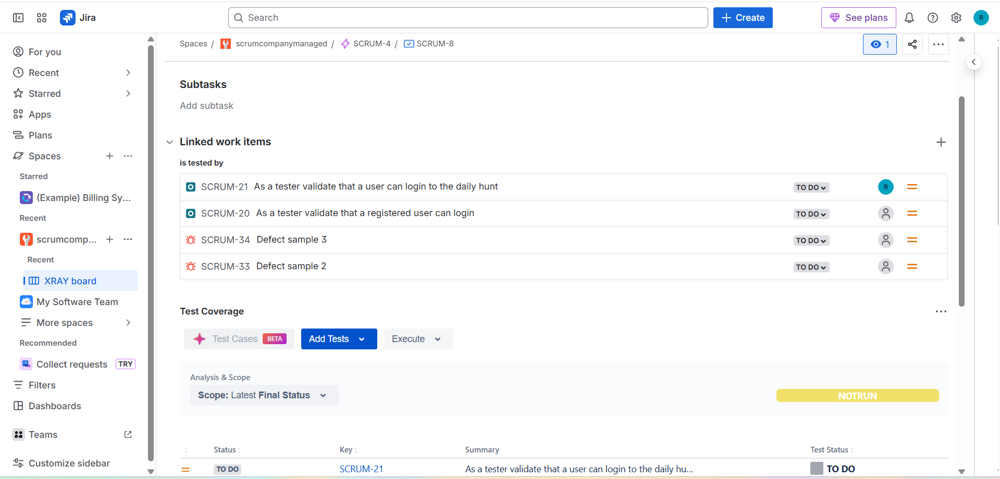 Jira
Search
Create
See plans
R
For you
Recent
Starred
Apps
Plans
Spaces
Starred
(Example) Billing Sy...
Recent
scrumcomp...
Recent
XRAY board
My Software Team
More spaces
Recommended
Collect requests TRY
Filters
Dashboards
Teams
Customize sidebar
Spaces / scrumcompanymanaged / SCRUM-4 / SCRUM-8
1
Subtasks
Add subtask
Linked work items
is tested by
SCRUM-21 As a tester validate that a user can login to the daily hunt TO DO R
SCRUM-20 As a tester validate that a registered user can login TO DO
SCRUM-34 Defect sample 3 TO DO
SCRUM-33 Defect sample 2 TO DO
Test Coverage
Test Cases BETA Add Tests Execute
Analysis & Scope
Scope: Latest Final Status
NOTRUN
Status Key Summary Test Status
TO DO SCRUM-21 As a tester validate that a user can login to the daily hu... TO DO